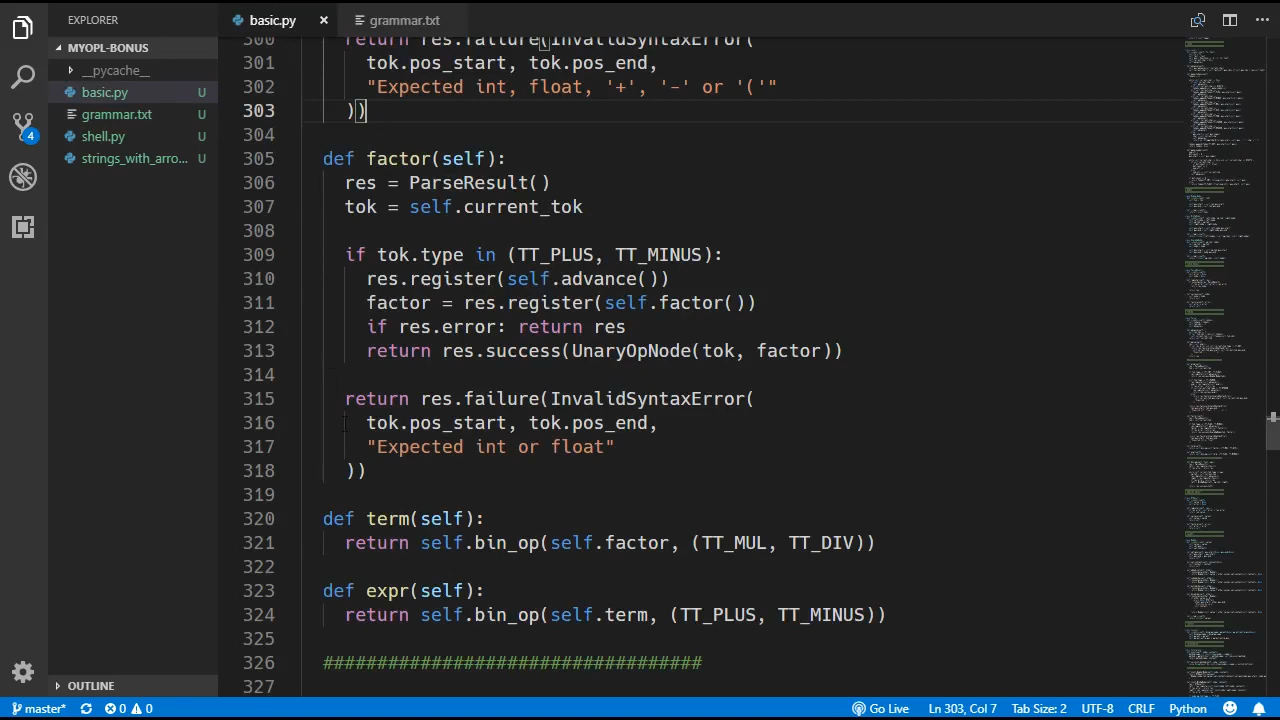 EXPLORER
basic.py
grammar.txt
MYOPL-BONUS
__pycache__
basic.py U
grammar.txt U
shell.py U
strings_with_arro... U
4
OUTLINE
300 return res.failure(InvalidSyntaxError(
301 tok.pos_start, tok.pos_end,
302 "Expected int, float, '+', '-' or '('"
303 ))
304
305 def factor(self):
306 res = ParseResult()
307 tok = self.current_tok
308
309 if tok.type in (TT_PLUS, TT_MINUS):
310 res.register(self.advance())
311 factor = res.register(self.factor())
312 if res.error: return res
313 return res.success(UnaryOpNode(tok, factor))
314
315 return res.failure(InvalidSyntaxError(
316 tok.pos_start, tok.pos_end,
317 "Expected int or float"
318 ))
319
320 def term(self):
321 return self.bin_op(self.factor, (TT_MUL, TT_DIV))
322
323 def expr(self):
324 return self.bin_op(self.term, (TT_PLUS, TT_MINUS))
325
326 ###################################
327
master* 0 0 Go Live Ln 303, Col 7 Tab Size: 2 UTF-8 CRLF Python